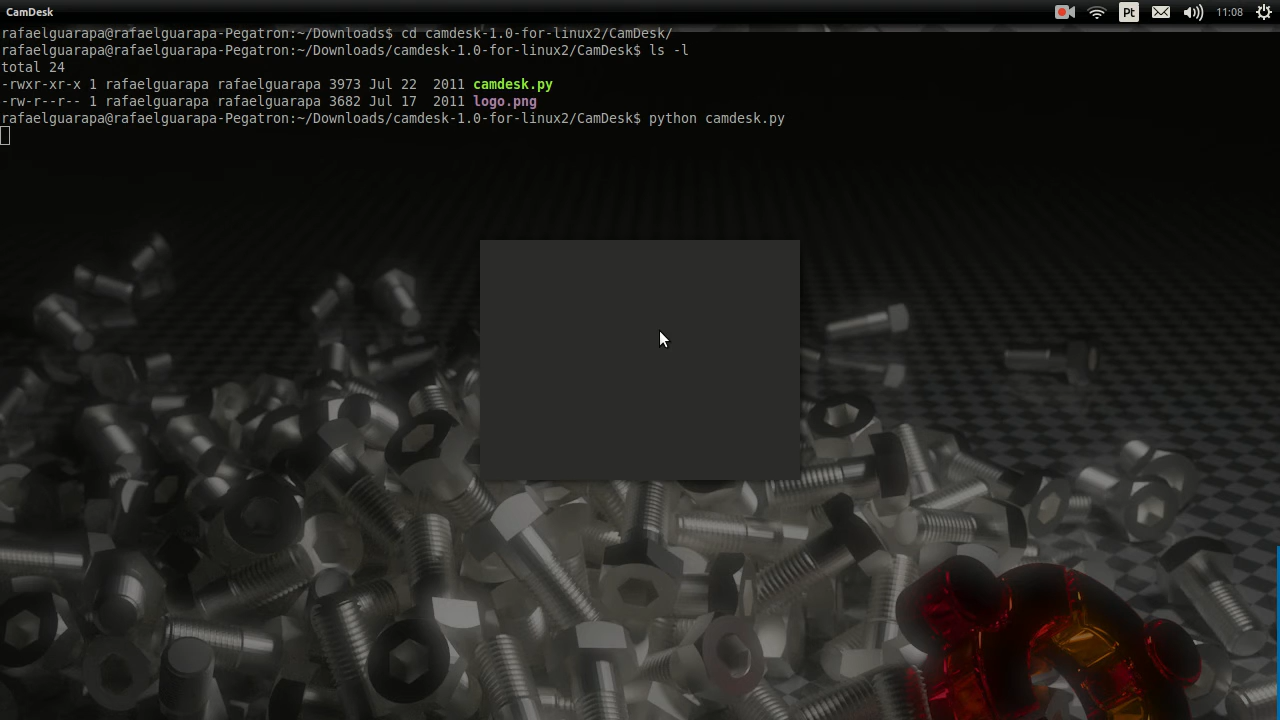 CamDesk
Pt
11:08
rafaelguarapa@rafaelguarapa-Pegatron:~/Downloads$ cd camdesk-1.0-for-linux2/CamDesk/
rafaelguarapa@rafaelguarapa-Pegatron:~/Downloads/camdesk-1.0-for-linux2/CamDesk$ ls -l
total 24
-rwxr-xr-x 1 rafaelguarapa rafaelguarapa 3973 Jul 22  2011 camdesk.py
-rw-r--r-- 1 rafaelguarapa rafaelguarapa 3682 Jul 17  2011 logo.png
rafaelguarapa@rafaelguarapa-Pegatron:~/Downloads/camdesk-1.0-for-linux2/CamDesk$ python camdesk.py